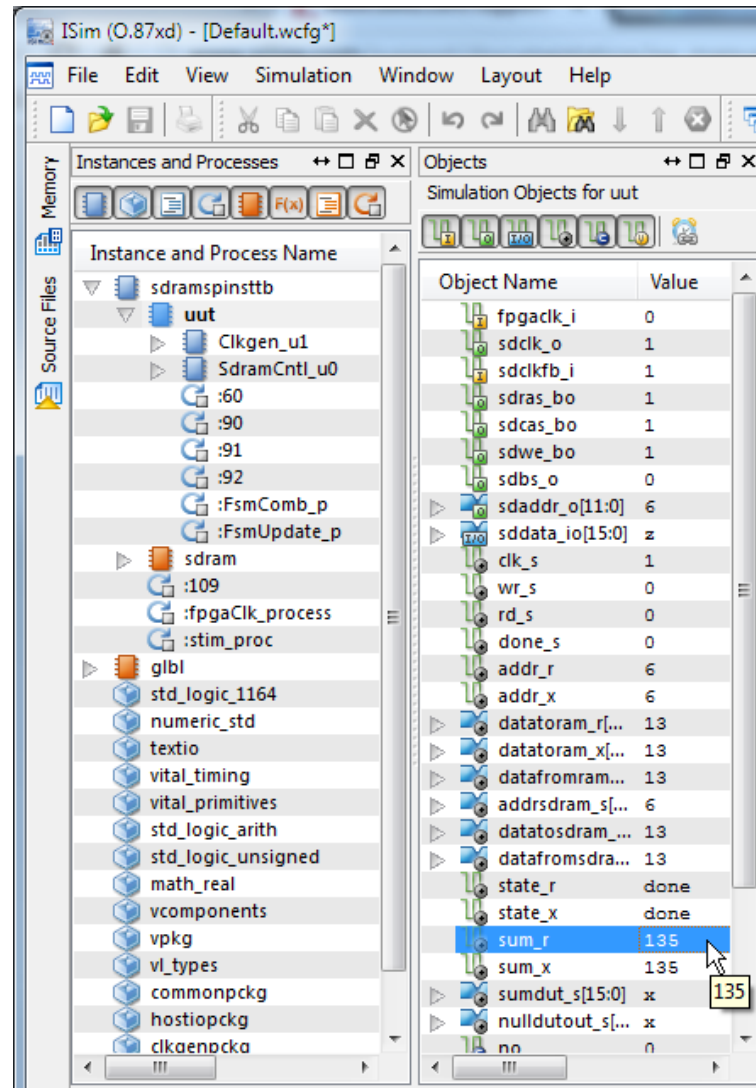 ISim (O.87xd) - [Default.wcfg*]
File Edit View Simulation Window Layout Help
Memory
Source Files
Instances and Processes
F(x)
Instance and Process Name
sdramspinsttb
uut
Clkgen_u1
SdramCntl_u0
:60
:90
:91
:92
:FsmComb_p
:FsmUpdate_p
sdram
:109
:fpgaClk_process
:stim_proc
glbl
std_logic_1164
numeric_std
textio
vital_timing
vital_primitives
std_logic_arith
std_logic_unsigned
math_real
vcomponents
vpkg
vl_types
commonpckg
hostiopckg
clkgenpckg
Objects
Simulation Objects for uut
I O I/O C U
Object Name Value
fpgaclk_i 0
sdclk_o 1
sdclkfb_i 1
sdras_bo 1
sdcas_bo 1
sdwe_bo 1
sdbs_o 0
sdaddr_o[11:0] 6
sddata_io[15:0] z
clk_s 1
wr_s 0
rd_s 0
done_s 0
addr_r 6
addr_x 6
datatoram_r[... 13
datatoram_x[... 13
datafromram... 13
addrsdram_s[... 6
datatosdram_... 13
datafromsdra... 13
state_r done
state_x done
sum_r 135
sum_x 135
sumdut_s[15:0] x
135
nulldutout_s[... x
no 0